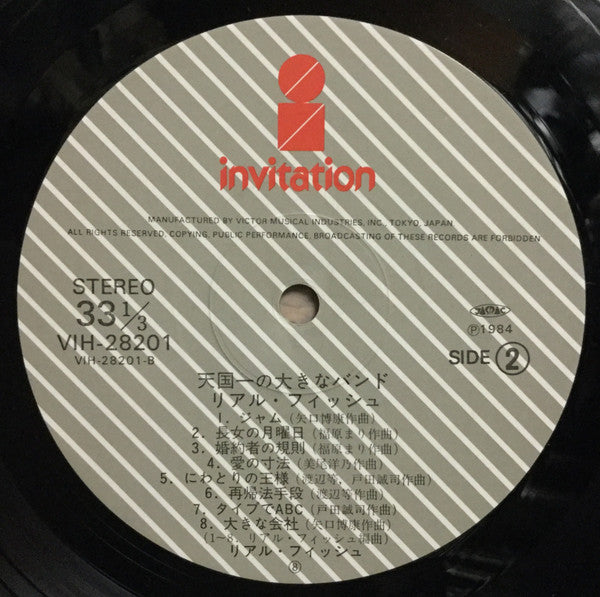 invitation
MANUFACTURED BY VICTOR MUSICAL INDUSTRIES, INC., TOKYO, JAPAN
ALL RIGHTS RESERVED, COPYING, PUBLIC PERFORMANCE, BROADCASTING OF THESE RECORDS ARE FORBIDDEN
STEREO
33 1/3
VIH-28201
VIH-28201-B
JASRAC
Ⓟ1984
SIDE ②
天国一の大きなバンド
リアル・フィッシュ
1. ジャム(矢口博康作曲)
2. 長女の月曜日(福原まり作曲)
3. 婚約者の規則(福原まり作曲)
4. 愛の寸法(美尾洋乃作曲)
5. にわとりの王様(渡辺等、戸田誠司作曲)
6. 再帰法手段(渡辺等作曲)
7. タイプでABC(戸田誠司作曲)
8. 大きな会社(矢口博康作曲)
(1~8. リアル・フィッシュ編曲)
リアル・フィッシュ
⑧